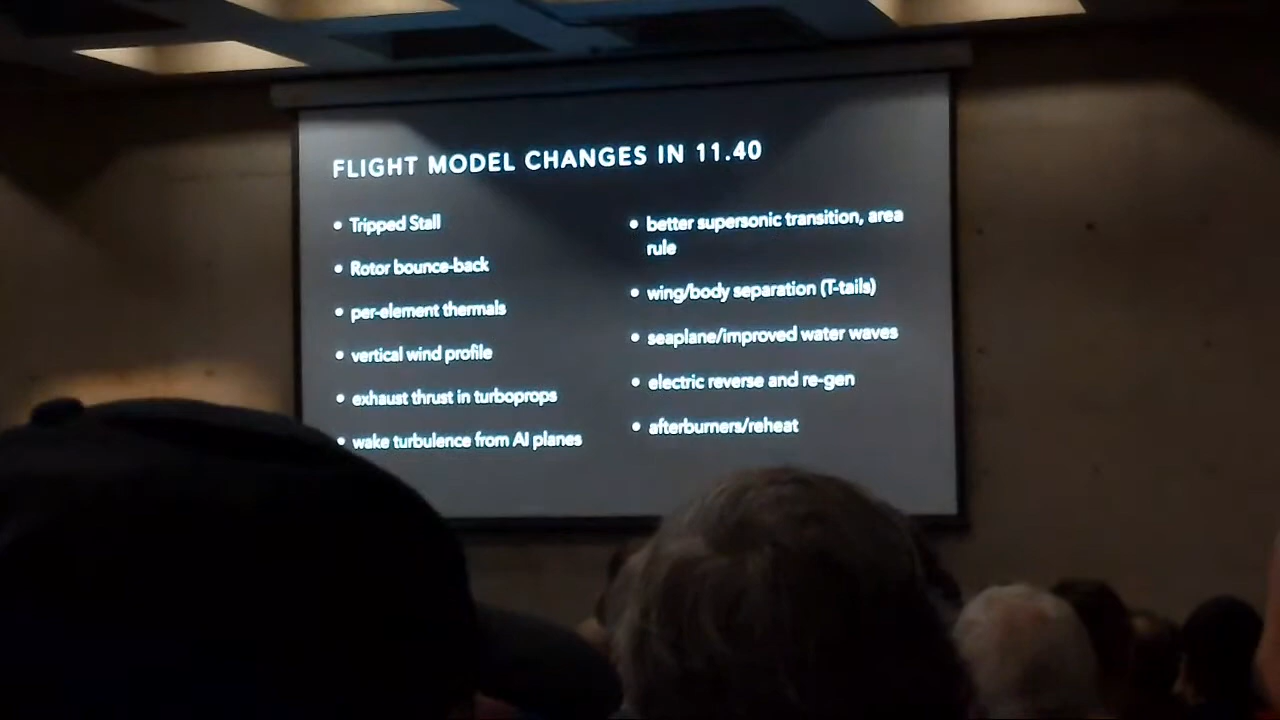 FLIGHT MODEL CHANGES IN 11.40
• Tripped Stall
• Rotor bounce-back
• per-element thermals
• vertical wind profile
• exhaust thrust in turboprops
• wake turbulence from AI planes
• better supersonic transition, area
rule
• wing/body separation (T-tails)
• seaplane/improved water waves
• electric reverse and re-gen
• afterburners/reheat